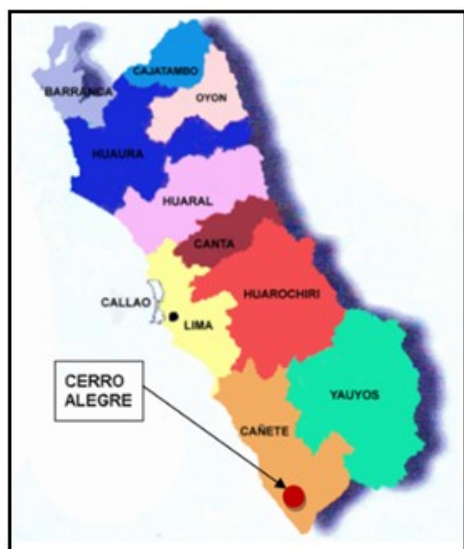 CAJATAMBO
BARRANCA
OYON
HUAURA
HUARAL
CANTA
CALLAO
HUAROCHIRI
LIMA
CERRO
ALEGRE
YAUYOS
CAÑETE